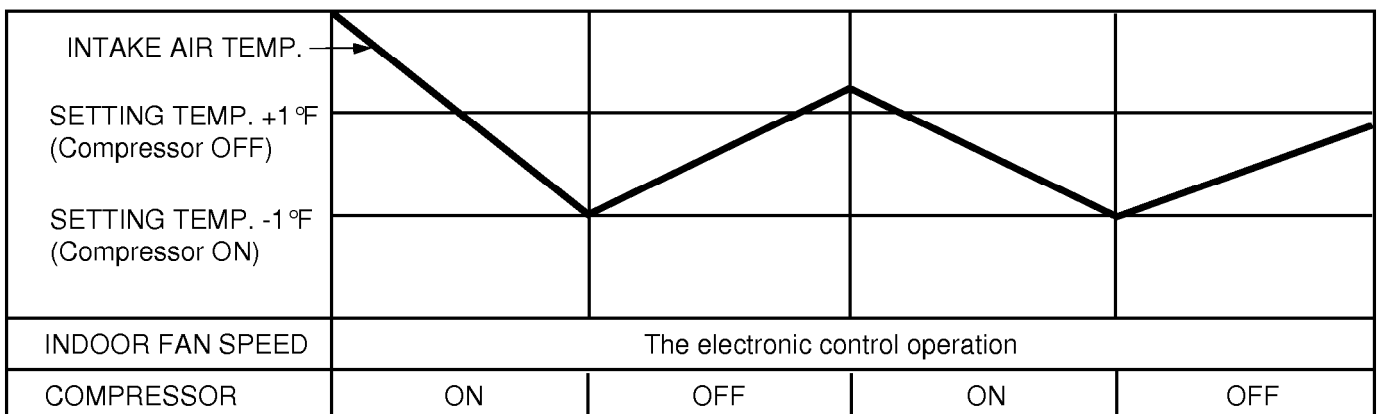 INTAKE AIR TEMP.
SETTING TEMP. +1°F
(Compressor OFF)
SETTING TEMP. -1°F
(Compressor ON)
INDOOR FAN SPEED The electronic control operation
COMPRESSOR ON OFF ON OFF